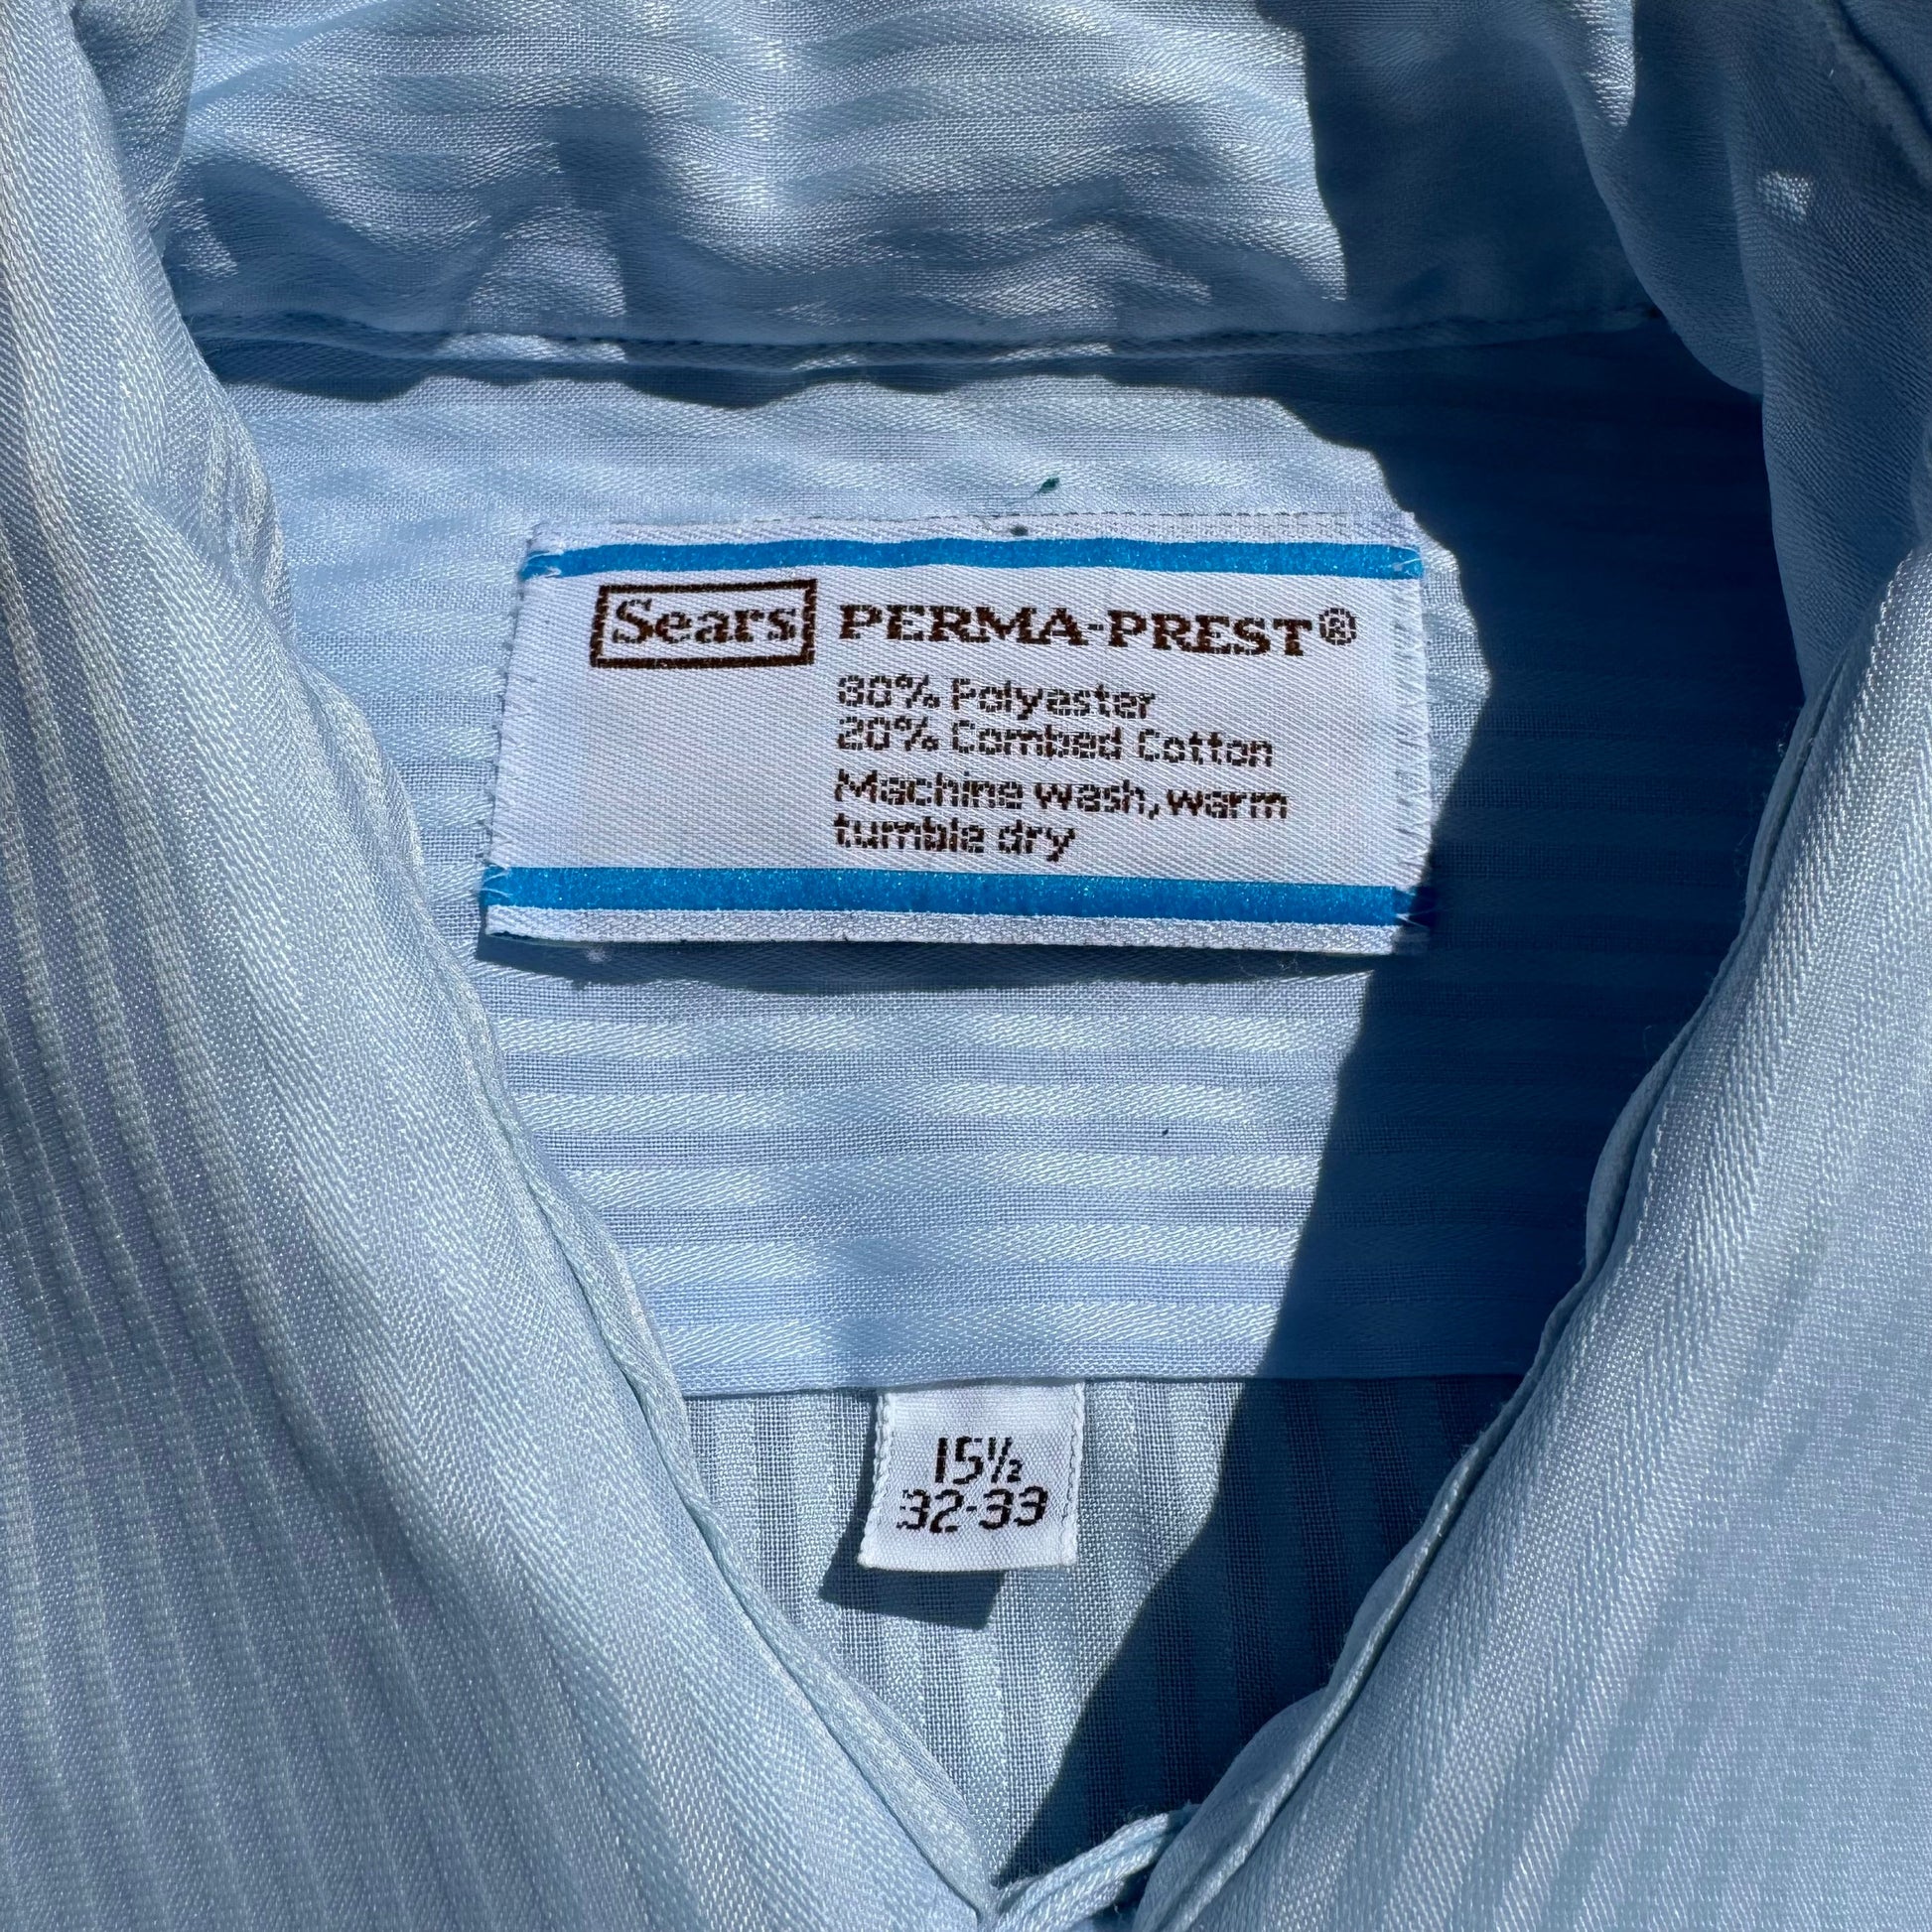 Sears PERMA-PREST®
80% Polyester
20% Combed Cotton
Machine wash, warm
tumble dry
15½
32-33